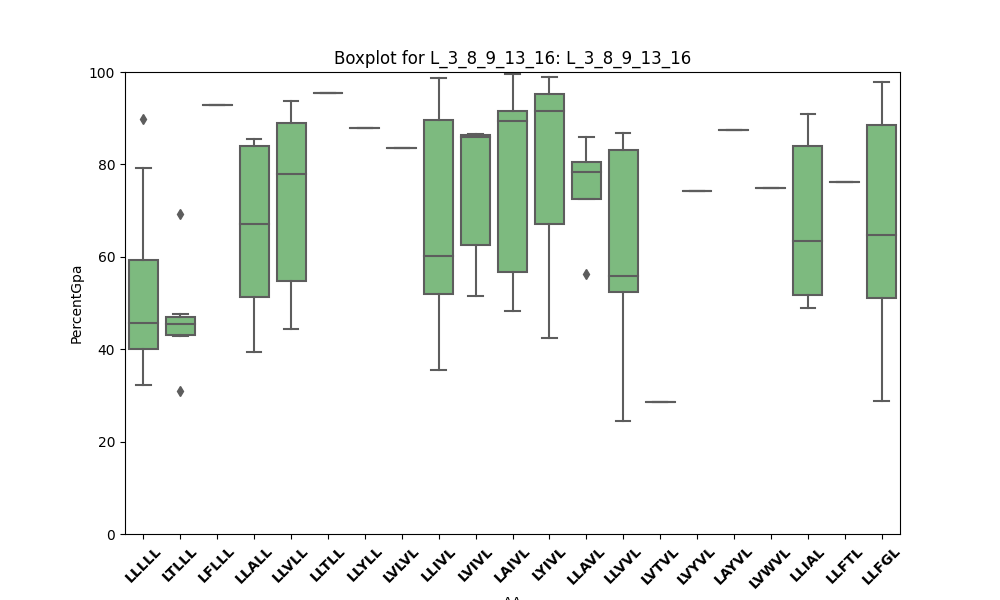 Boxplot for L_3_8_9_13_16: L_3_8_9_13_16
100
80
60
40
20
0
PercentGpa
LLLLL LTLLL LFLLL LLALL LLVLL LLTLL LLYLL LVLVL LLIVL LVIVL LAIVL LYIVL LLAVL LLVVL LVTVL LVYVL LAYVL LVWVL LLIAL LLFTL LLFGL
AA